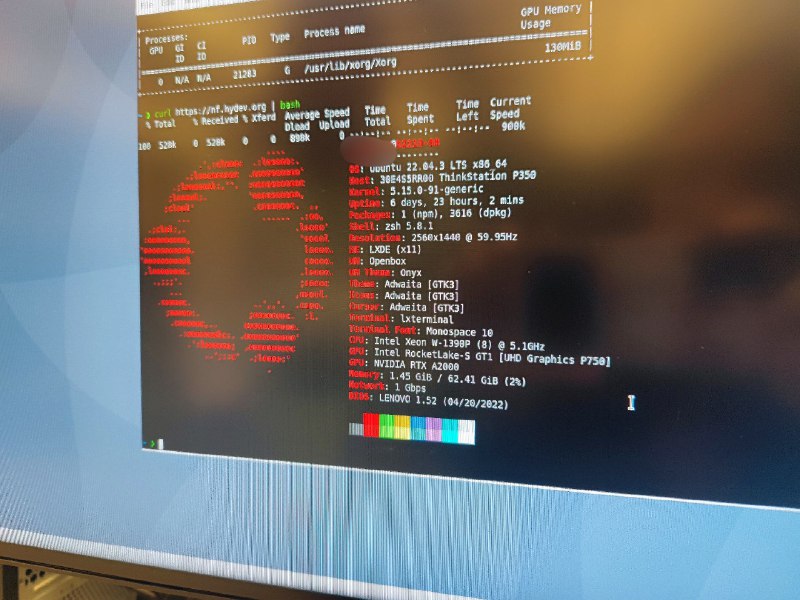 Processes:
GPU GI CI PID Type Process name GPU Memory
ID ID Usage
0 N/A N/A 21283 G /usr/lib/xorg/Xorg 130MiB
curl https://nf.hydev.org | bash
% Total % Received % Xferd Average Speed Time Time Time Current
Dload Upload Total Spent Left Speed
100 520k 0 520k 0 0 898k 0 --:--:-- --:--:-- --:--:-- 900k
OS: Ubuntu 22.04.3 LTS x86_64
Host: 30E4S5RR00 ThinkStation P350
Kernel: 5.15.0-91-generic
Uptime: 6 days, 23 hours, 2 mins
Packages: 1 (npm), 3616 (dpkg)
Shell: zsh 5.8.1
Resolution: 2560x1440 @ 59.95Hz
DE: LXDE (x11)
WM: Openbox
WM Theme: Onyx
Theme: Adwaita [GTK3]
Icons: Adwaita [GTK3]
Cursor: Adwaita [GTK3]
Terminal: lxterminal
Terminal Font: Monospace 10
CPU: Intel Xeon W-1390P (8) @ 5.1GHz
GPU: Intel RocketLake-S GT1 [UHD Graphics P750]
GPU: NVIDIA RTX A2000
Memory: 1.45 GiB / 62.41 GiB (2%)
Network: 1 Gbps
BIOS: LENOVO 1.52 (04/20/2022)
~ ❯